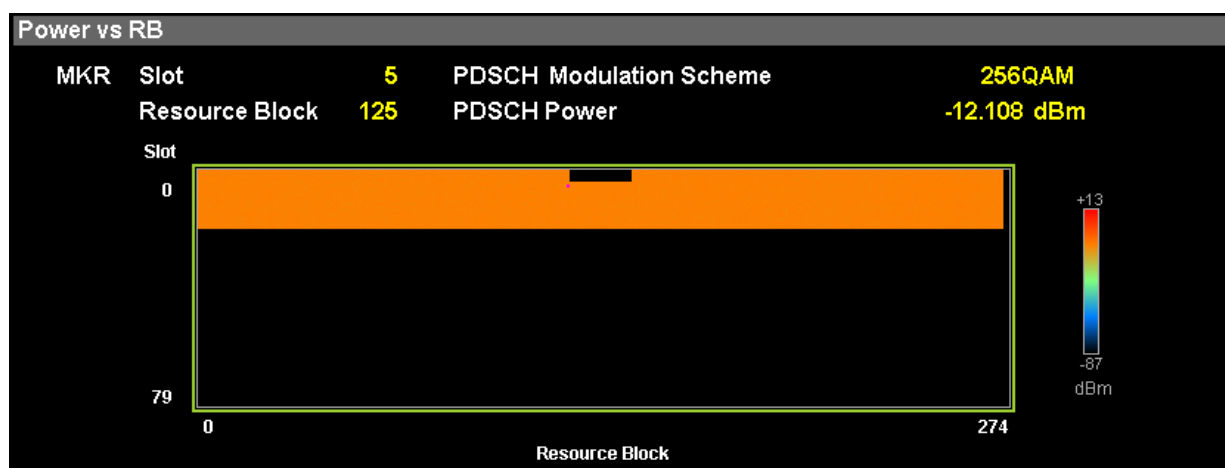 Power vs RB
MKR Slot 5 PDSCH Modulation Scheme 256QAM
Resource Block 125 PDSCH Power -12.108 dBm
Slot
0
+13
-87
dBm
79
0 274
Resource Block